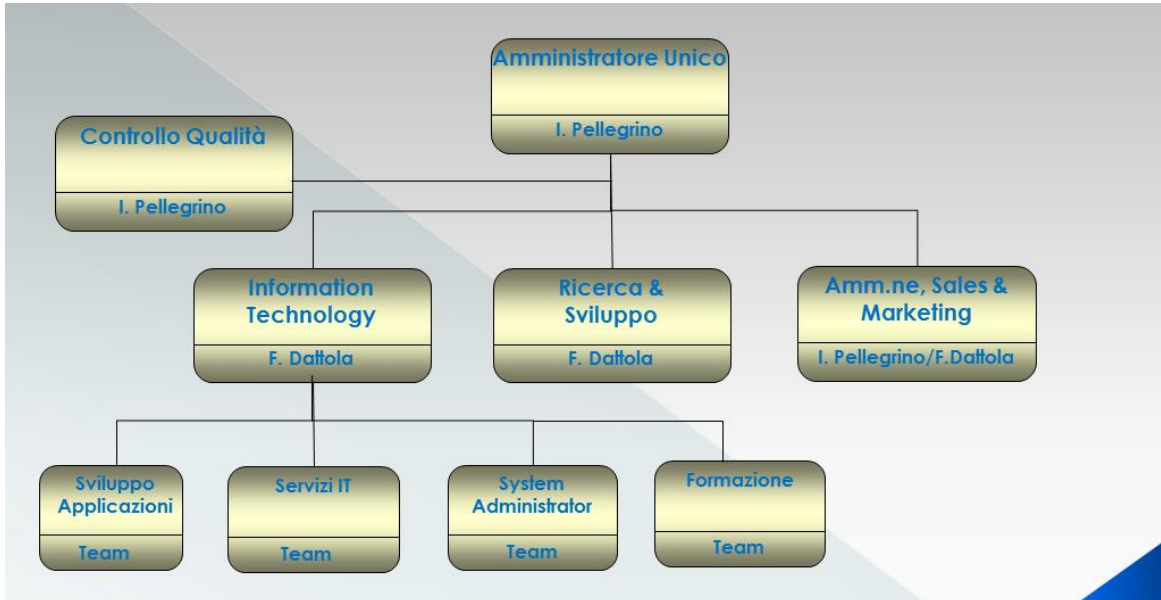 Amministratore Unico
I. Pellegrino
Controllo Qualità
I. Pellegrino
Information
Technology
F. Dattola
Ricerca &
Sviluppo
F. Dattola
Amm.ne, Sales &
Marketing
I. Pellegrino/F.Dattola
Sviluppo
Applicazioni
Team
Servizi IT
Team
System
Administrator
Team
Formazione
Team